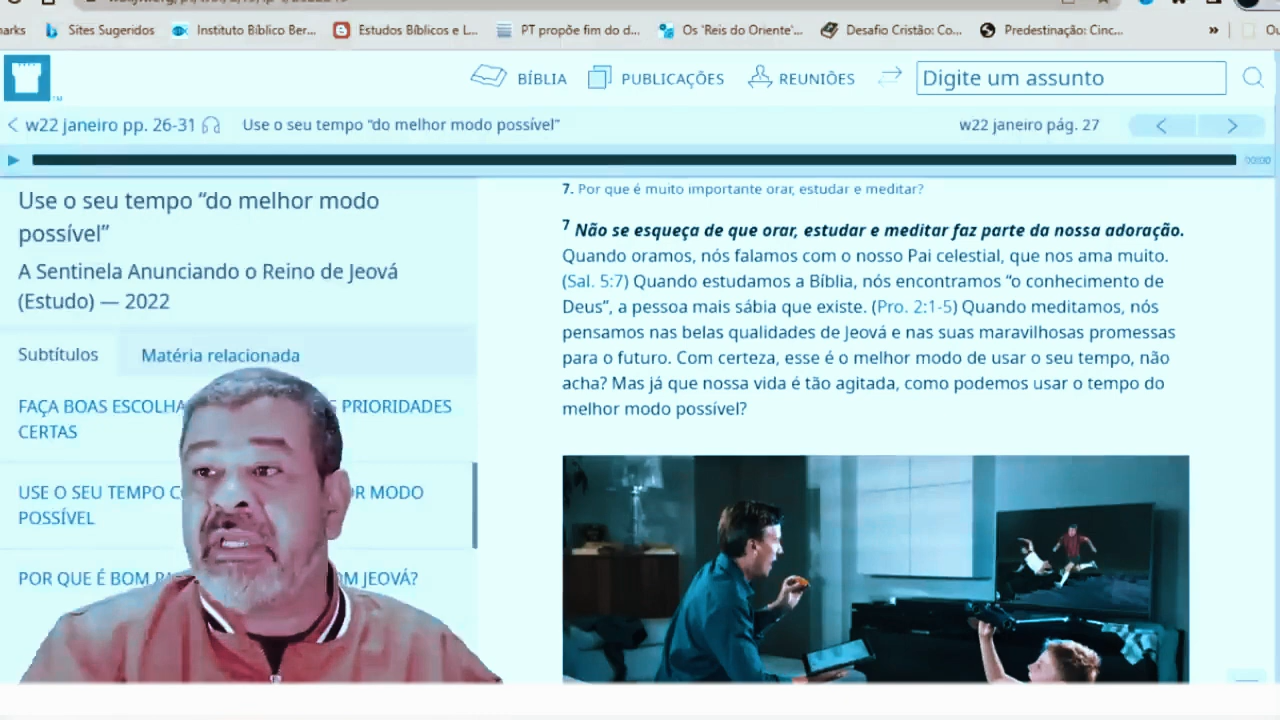 arks
Sites Sugeridos
Instituto Bíblico Ber...
Estudos Bíblicos e L...
PT propõe fim do d...
Os 'Reis do Oriente'...
Desafio Cristão: Co...
Predestinação: Cinc...
»
Ou
BÍBLIA
PUBLICAÇÕES
REUNIÕES
Digite um assunto
w22 janeiro pp. 26-31
Use o seu tempo “do melhor modo possível”
w22 janeiro pág. 27
00:00
Use o seu tempo “do melhor modo
possível”
A Sentinela Anunciando o Reino de Jeová
(Estudo) — 2022
Subtítulos
Matéria relacionada
FAÇA BOAS ESCOLHA PRIORIDADES
CERTAS
USE O SEU TEMPO R MODO
POSSÍVEL
POR QUE É BOM JEOVÁ?
7. Por que é muito importante orar, estudar e meditar?
7 Não se esqueça de que orar, estudar e meditar faz parte da nossa adoração.
Quando oramos, nós falamos com o nosso Pai celestial, que nos ama muito.
(Sal. 5:7) Quando estudamos a Bíblia, nós encontramos “o conhecimento de
Deus”, a pessoa mais sábia que existe. (Pro. 2:1-5) Quando meditamos, nós
pensamos nas belas qualidades de Jeová e nas suas maravilhosas promessas
para o futuro. Com certeza, esse é o melhor modo de usar o seu tempo, não
acha? Mas já que nossa vida é tão agitada, como podemos usar o tempo do
melhor modo possível?